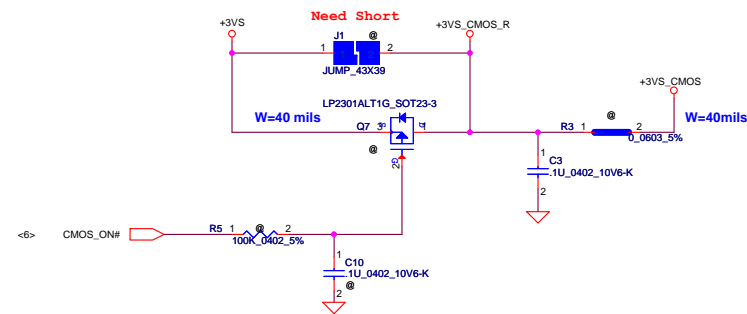 Need Short
+3VS
+3VS_CMOS_R
J1
@
1
2
JUMP_43X39
+3VS_CMOS
LP2301ALT1G_SOT23-3
W=40 mils
Q7
3
S
D
1
R3
1
@
2
W=40mils
0_0603_5%
@
G
2
1
C3
.1U_0402_10V6-K
2
<6>
CMOS_ON#
R5
1
@
2
100K_0402_5%
1
C10
.1U_0402_10V6-K
@
2